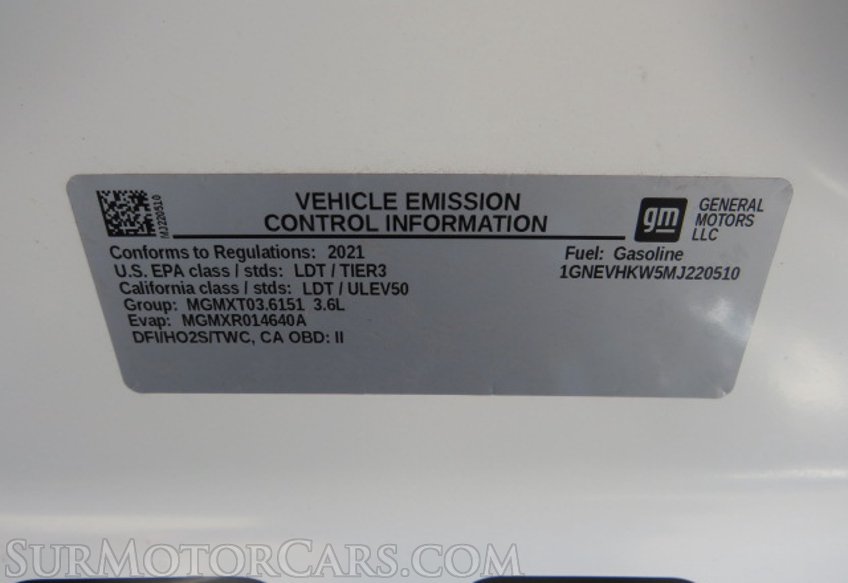 MJ220510
VEHICLE EMISSION
CONTROL INFORMATION
gm
GENERAL
MOTORS
LLC
Conforms to Regulations: 2021
U.S. EPA class / stds: LDT / TIER3
California class / stds: LDT / ULEV50
Group: MGMXT03.6151 3.6L
Evap: MGMXR014640A
DFI/HO2S/TWC, CA OBD: II
Fuel: Gasoline
1GNEVHKW5MJ220510
SURMOTORCARS.COM